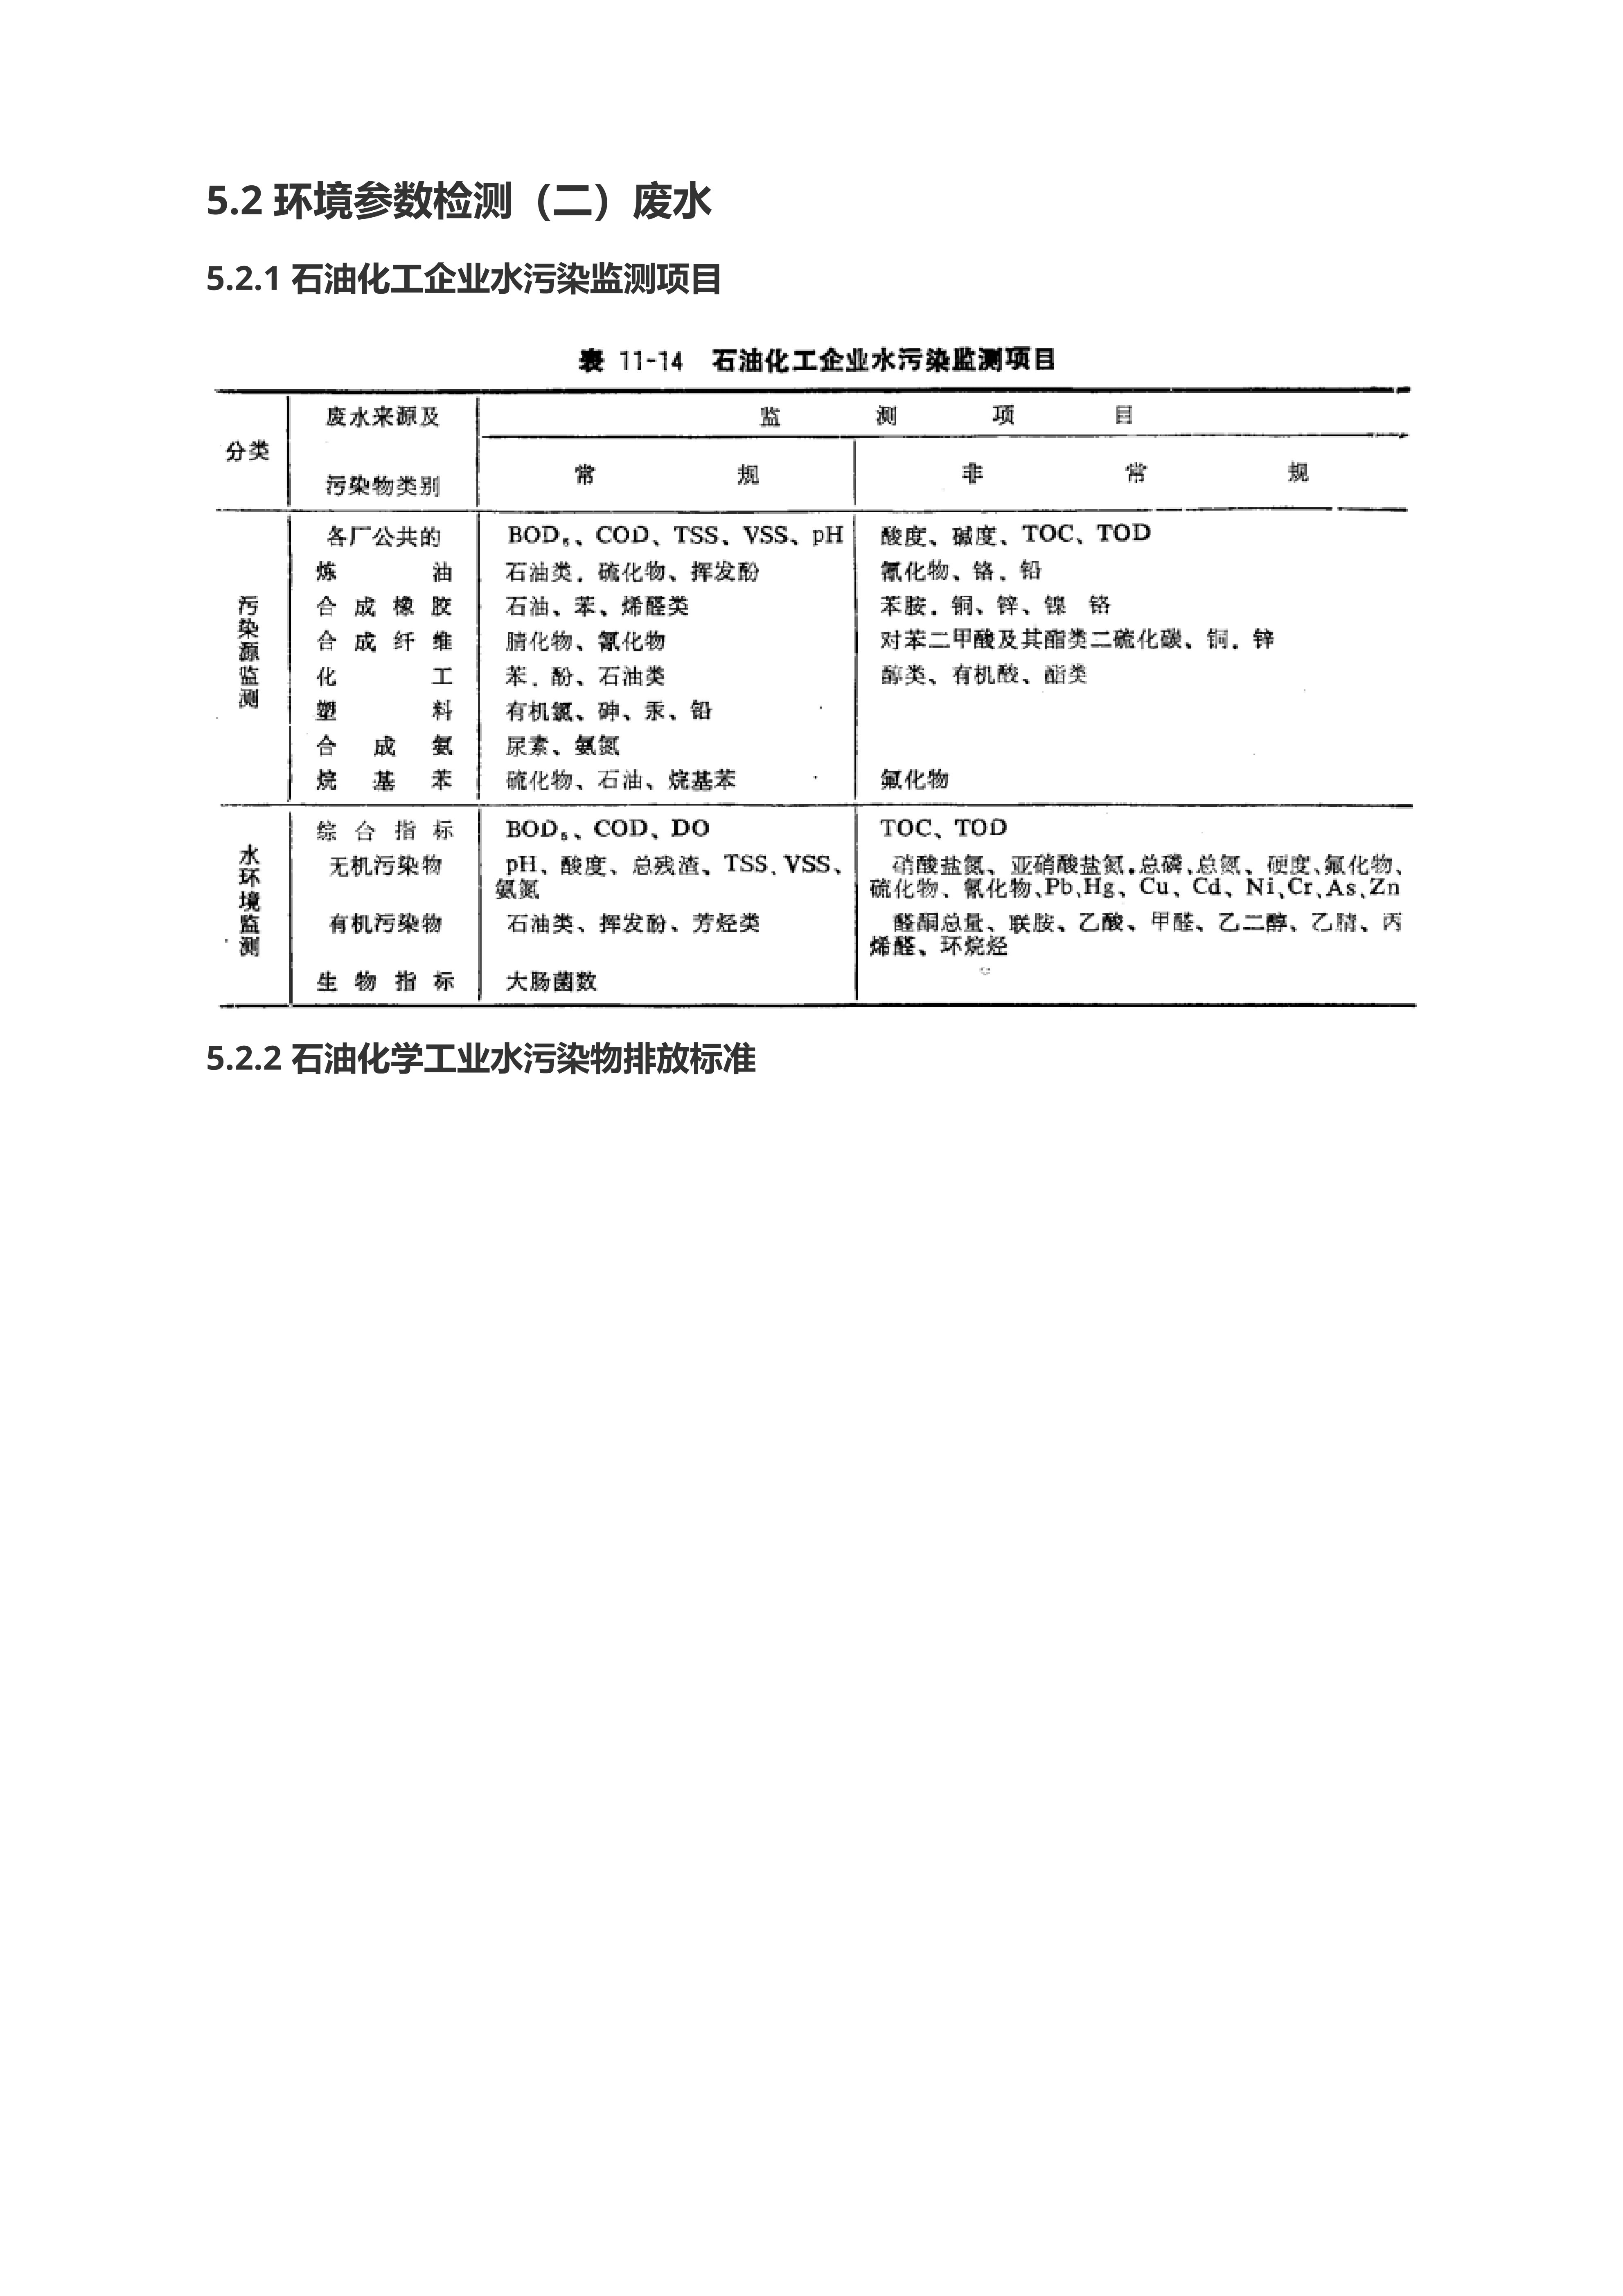 5.2 环境参数检测（二）废水
5.2.1 石油化工企业水污染监测项目
表 11-14 石油化工企业水污染监测项目
分类 废水来源及 污染物类别 监测项目
常规 非常规
污染源监测
各厂公共的 BOD₅、COD、TSS、VSS、pH 酸度、碱度、TOC、TOD
炼油 石油类．硫化物、挥发酚 氰化物、铬．铅
合成橡胶 石油、苯、烯醛类 苯胺．铜、锌、镍 铬
合成纤维 腈化物、氰化物 对苯二甲酸及其酯类二硫化碳、铜．锌
化工 苯．酚、石油类 醇类、有机酸、酯类
塑料 有机氯、砷、汞、铅
合成氨 尿素、氨氮
烷基苯 硫化物、石油、烷基苯 氟化物
水环境监测
综合指标 BOD₅、COD、DO TOC、TOD
无机污染物 pH、酸度、总残渣、TSS、VSS、 硝酸盐氮、亚硝酸盐氮．总磷、总氮、硬度、氟化物、
氨氮 硫化物、氰化物、Pb、Hg、Cu、Cd、Ni、Cr、As、Zn
有机污染物 石油类、挥发酚、芳烃类 醛酮总量、联胺、乙酸、甲醛、乙二醇、乙腈、丙
烯醛、环烷烃
生物指标 大肠菌数
5.2.2 石油化学工业水污染物排放标准